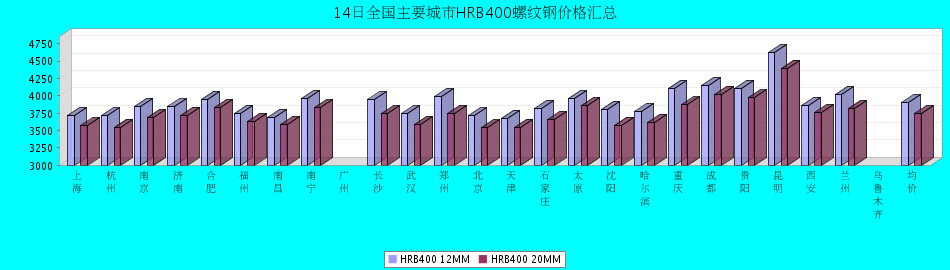 14日全国主要城市HRB400螺纹钢价格汇总
4750
4500
4250
4000
3750
3500
3250
3000
上海
杭州
南京
济南
合肥
福州
南昌
南宁
广州
长沙
武汉
郑州
北京
天津
石家庄
太原
沈阳
哈尔滨
重庆
成都
贵阳
昆明
西安
兰州
乌鲁木齐
均价
HRB400 12MM HRB400 20MM